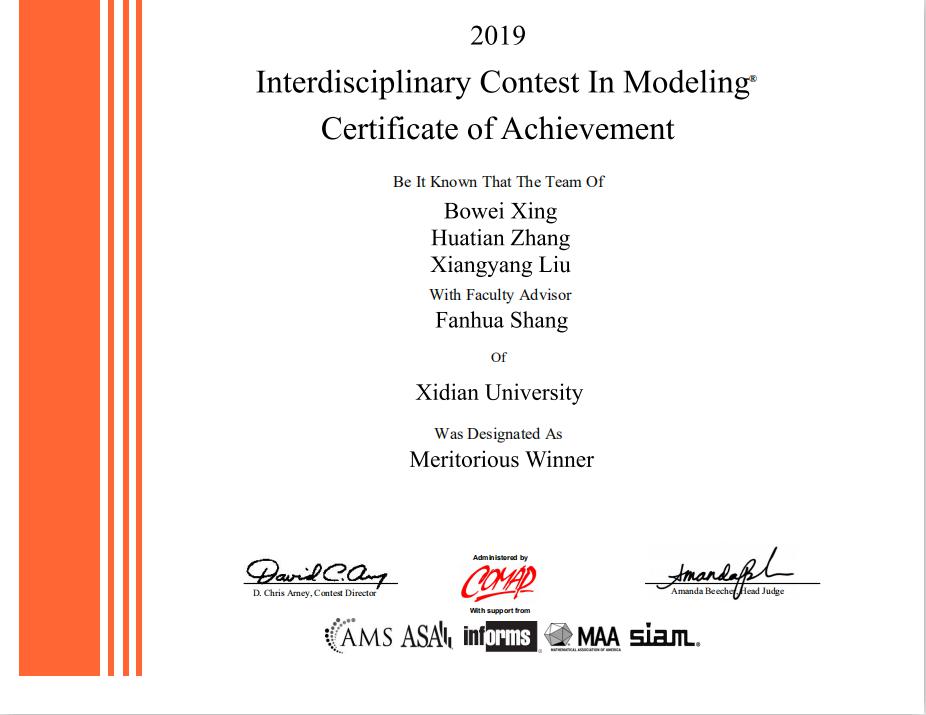 2019
Interdisciplinary Contest In Modeling®
Certificate of Achievement
Be It Known That The Team Of
Bowei Xing
Huatian Zhang
Xiangyang Liu
With Faculty Advisor
Fanhua Shang
Of
Xidian University
Was Designated As
Meritorious Winner
David C. Arney
D. Chris Arney, Contest Director
Administered by
COMAP
Amanda Beecher, Head Judge
With support from
AMS ASA informs MAA siam.
MATHEMATICAL ASSOCIATION OF AMERICA